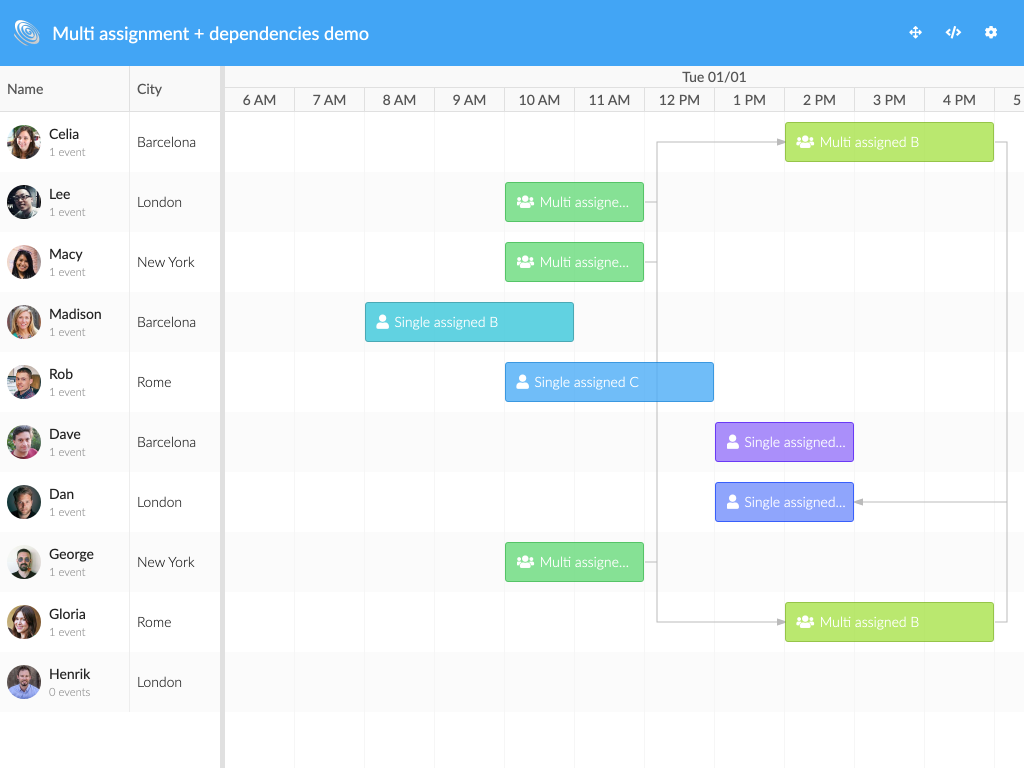 Multi assignment + dependencies demo
Name
City
Tue 01/01
6 AM 7 AM 8 AM 9 AM 10 AM 11 AM 12 PM 1 PM 2 PM 3 PM 4 PM 5
Celia
1 event
Barcelona
Multi assigned B
Lee
1 event
London
Multi assigne...
Macy
1 event
New York
Multi assigne...
Madison
1 event
Barcelona
Single assigned B
Rob
1 event
Rome
Single assigned C
Dave
1 event
Barcelona
Single assigned...
Dan
1 event
London
Single assigned...
George
1 event
New York
Multi assigne...
Gloria
1 event
Rome
Multi assigned B
Henrik
0 events
London